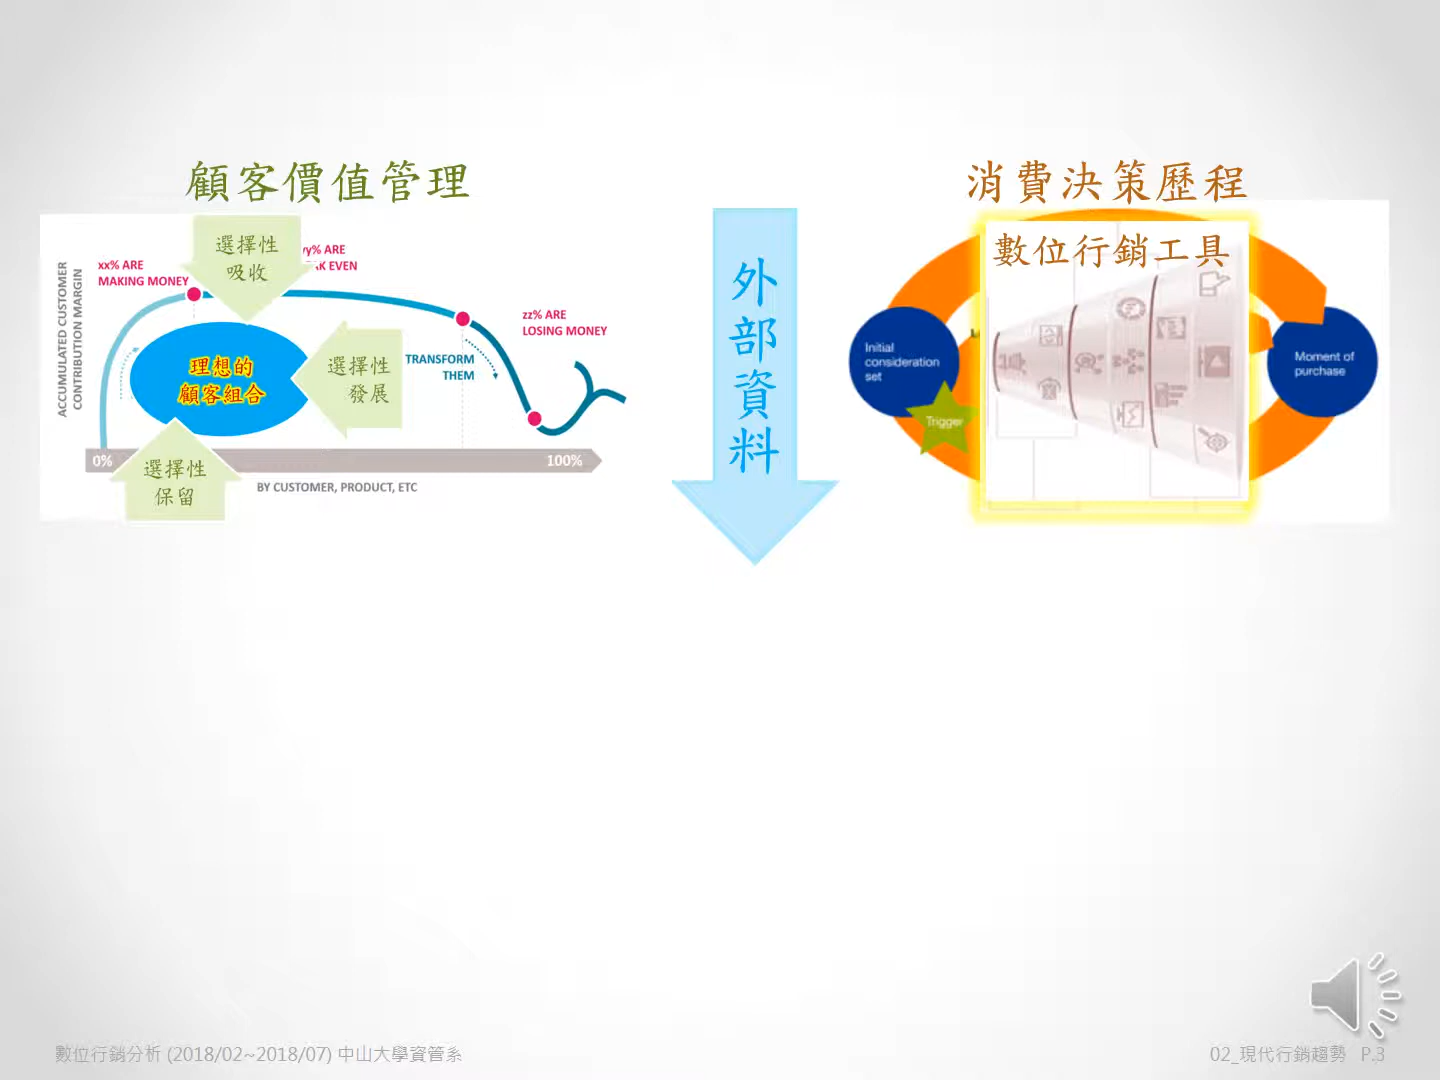 顧客價值管理
消費決策歷程
ACCUMULATED CUSTOMER
CONTRIBUTION MARGIN
xx% ARE
MAKING MONEY
選擇性
吸收
yy% ARE
EVEN
zz% ARE
LOSING MONEY
理想的
顧客組合
選擇性
發展
TRANSFORM
THEM
0%
100%
選擇性
保留
BY CUSTOMER, PRODUCT, ETC
外部資料
數位行銷工具
Initial
consideration
set
Trigger
Moment of
purchase
數位行銷分析 (2018/02~2018/07) 中山大學資管系
02_現代行銷趨勢 P.3